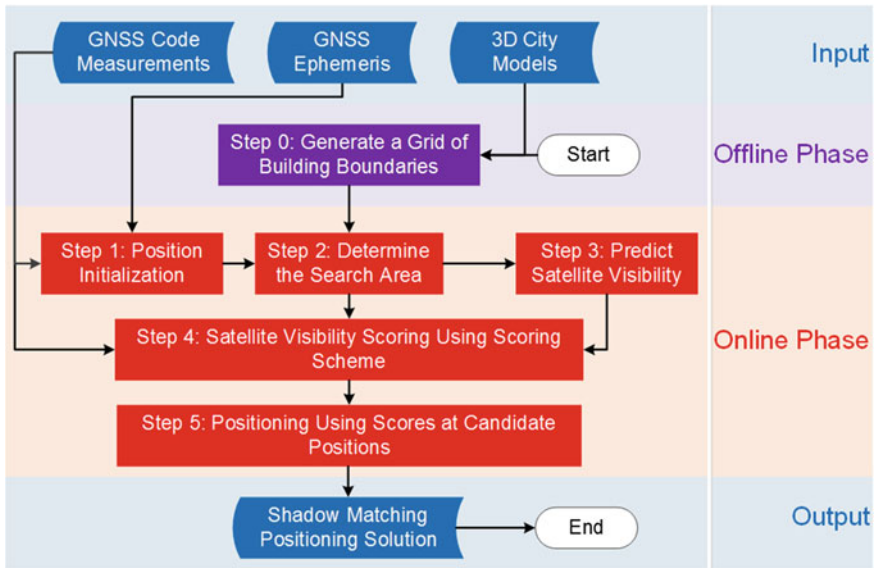 GNSS Code
Measurements
GNSS
Ephemeris
3D City
Models
Input
Step 0: Generate a Grid of
Building Boundaries
Start
Offline Phase
Step 1: Position
Initialization
Step 2: Determine
the Search Area
Step 3: Predict
Satellite Visibility
Step 4: Satellite Visibility Scoring Using Scoring
Scheme
Online Phase
Step 5: Positioning Using Scores at Candidate
Positions
Shadow Matching
Positioning Solution
End
Output